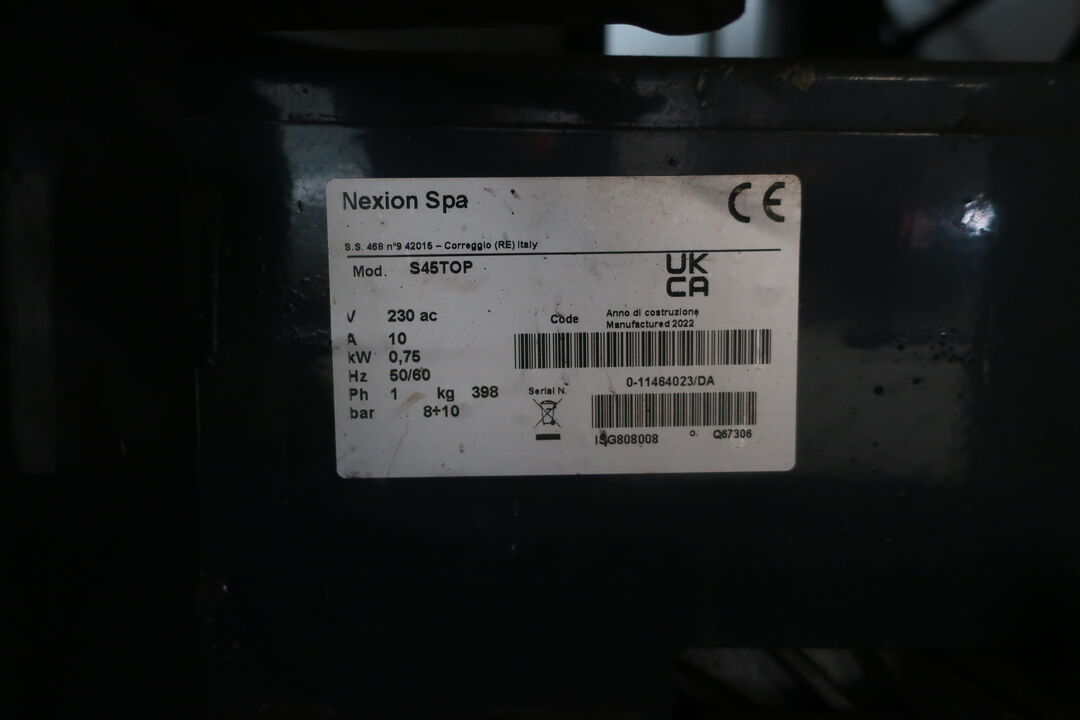 Nexion Spa
CE
S.S. 468 n°9 42015 – Correggio (RE) Italy
Mod. S45TOP
UK
CA
V 230 ac
Code Anno di costruzione
Manufactured 2022
A 10
kW 0,75
Hz 50/60
0-11464023/DA
Ph 1 kg 398
Serial N.
bar 8÷10
o. Q67306